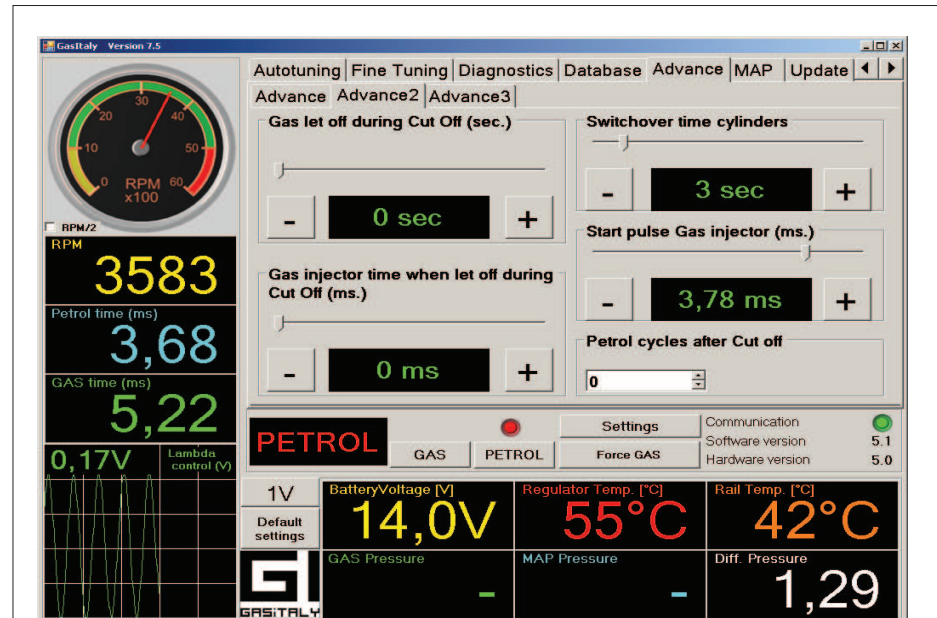 GasItaly Version 7.5
Autotuning Fine Tuning Diagnostics Database Advance MAP Update
Advance Advance2 Advance3
10 20 30 40 50
0 60
RPM
x100
RPM/2
RPM
3583
Petrol time (ms)
3,68
GAS time (ms)
5,22
0,17V
Lambda
control (V)
Gas let off during Cut Off (sec.)
- 0 sec +
Gas injector time when let off during
Cut Off (ms.)
- 0 ms +
Switchover time cylinders
- 3 sec +
Start pulse Gas injector (ms.)
- 3,78 ms +
Petrol cycles after Cut off
0
PETROL
GAS PETROL
Settings
Force GAS
Communication
Software version 5.1
Hardware version 5.0
1V
Default
settings
GASITALY
BatteryVoltage [V]
14,0V
Regulator Temp. [°C]
55°C
Rail Temp. [°C]
42°C
GAS Pressure
-
MAP Pressure
-
Diff. Pressure
1,29